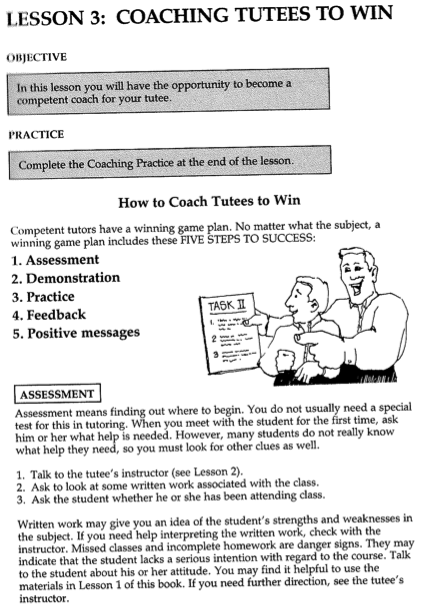 LESSON 3: COACHING TUTEES TO WIN
OBJECTIVE
In this lesson you will have the opportunity to become a
competent coach for your tutee.
PRACTICE
Complete the Coaching Practice at the end of the lesson.
How to Coach Tutees to Win
Competent tutors have a winning game plan. No matter what the subject, a
winning game plan includes these FIVE STEPS TO SUCCESS:
1. Assessment
2. Demonstration
3. Practice
4. Feedback
5. Positive messages
TASK II
1.
2
3
ASSESSMENT
Assessment means finding out where to begin. You do not usually need a special
test for this in tutoring. When you meet with the student for the first time, ask
him or her what help is needed. However, many students do not really know
what help they need, so you must look for other clues as well.
1. Talk to the tutee's instructor (see Lesson 2).
2. Ask to look at some written work associated with the class.
3. Ask the student whether he or she has been attending class.
Written work may give you an idea of the student's strengths and weaknesses in
the subject. If you need help interpreting the written work, check with the
instructor. Missed classes and incomplete homework are danger signs. They may
indicate that the student lacks a serious intention with regard to the course. Talk
to the student about his or her attitude. You may find it helpful to use the
materials in Lesson 1 of this book. If you need further direction, see the tutee's
instructor.